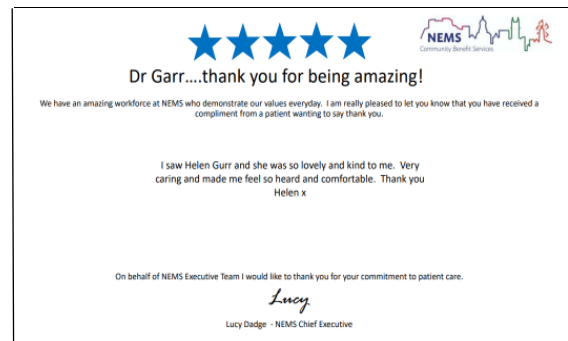 NEMS
Community Benefit Services
Dr Garr....thank you for being amazing!
We have an amazing workforce at NEMS who demonstrate our values everyday. I am really pleased to let you know that you have received a
compliment from a patient wanting to say thank you.
I saw Helen Gurr and she was so lovely and kind to me. Very
caring and made me feel so heard and comfortable. Thank you
Helen x
On behalf of NEMS Executive Team I would like to thank you for your commitment to patient care.
Lucy
Lucy Dadge - NEMS Chief Executive